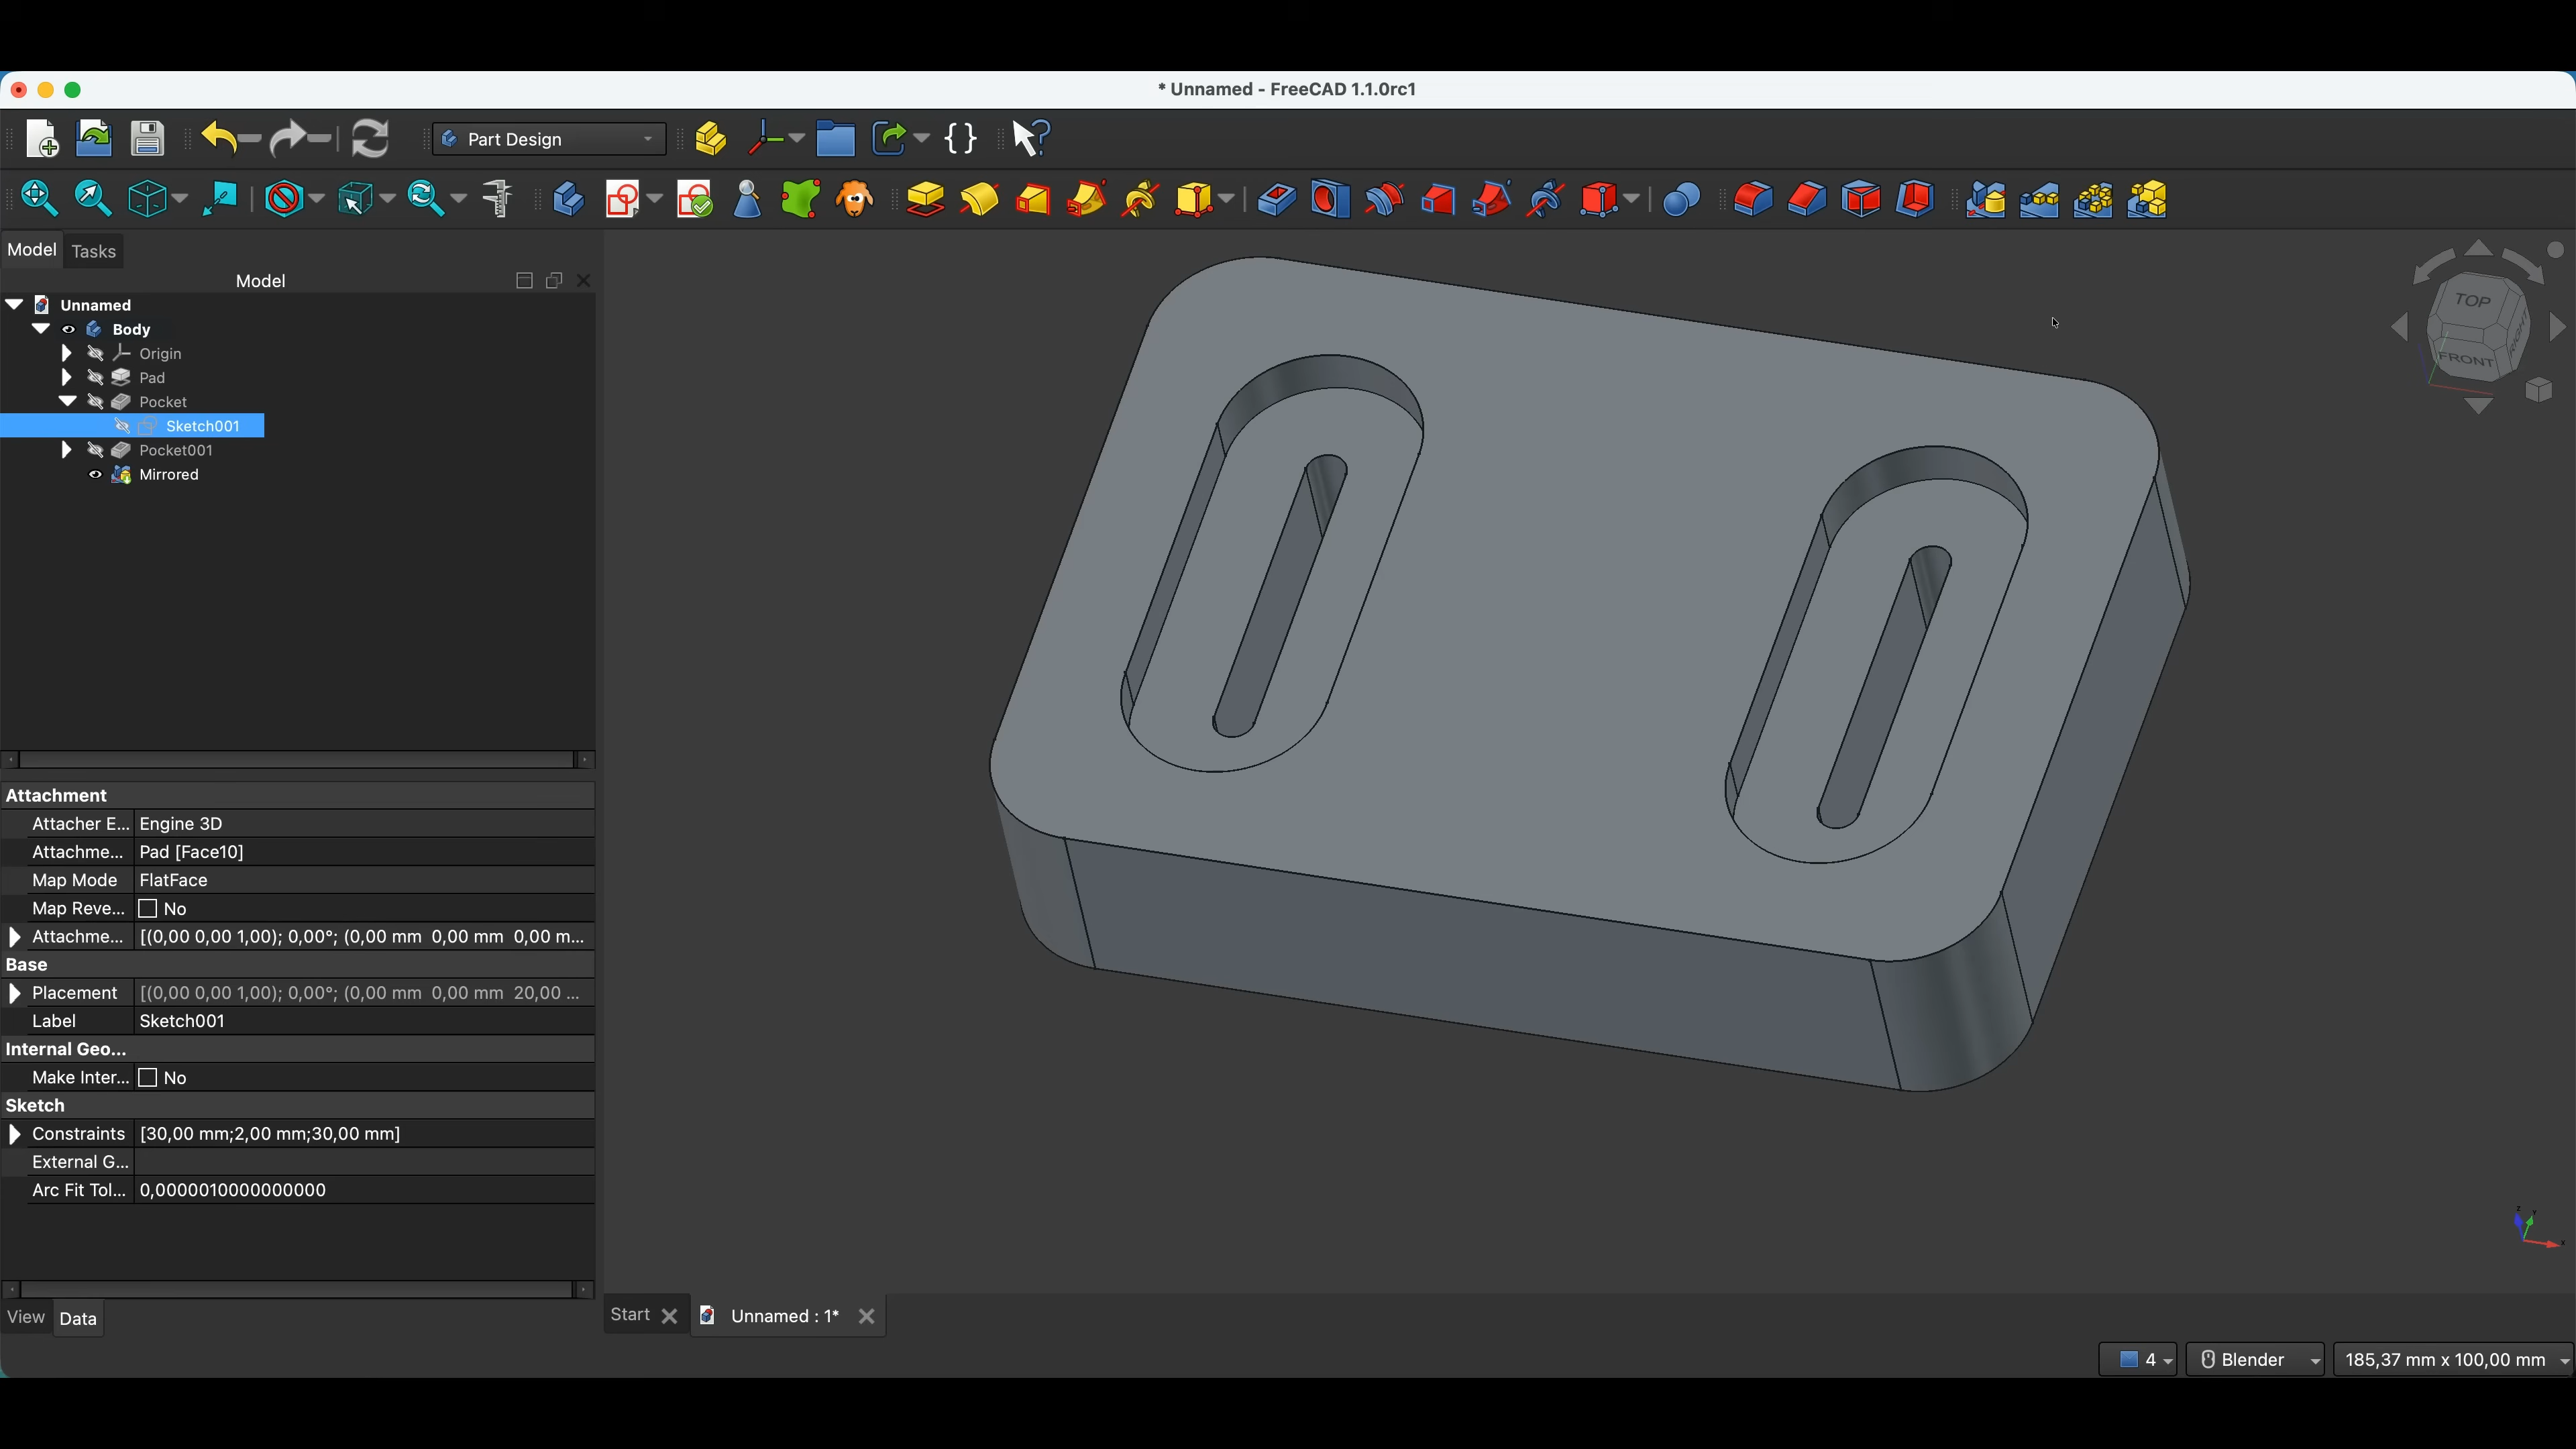 * Unnamed - FreeCAD 1.1.0rc1
Part Design
Model
Tasks
Model
Unnamed
Body
Origin
Pad
Pocket
Sketch001
Pocket001
Mirrored
Attachment
Attacher E... Engine 3D
Attachme... Pad [Face10]
Map Mode FlatFace
Map Reve... No
Attachme... [(0,00 0,00 1,00); 0,00°; (0,00 mm 0,00 mm 0,00 m...
Base
Placement [(0,00 0,00 1,00); 0,00°; (0,00 mm 0,00 mm 20,00 ...
Label Sketch001
Internal Geo...
Make Inter... No
Sketch
Constraints [30,00 mm;2,00 mm;30,00 mm]
External G...
Arc Fit Tol... 0,0000010000000000
View
Data
TOP
FRONT
RIGHT
Z
Y
X
Start
Unnamed : 1*
4
Blender
185,37 mm x 100,00 mm